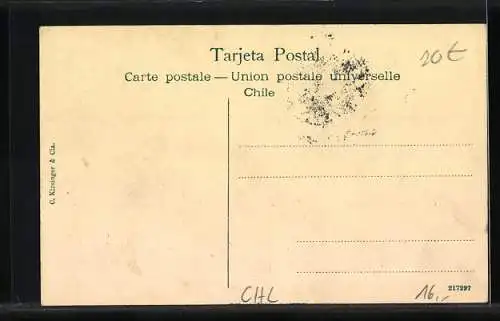 Tarjeta Postal
20€
Carte postale — Union postale universelle
Chile
C. Kirsinger & Cia.
217297
CHL
16,-